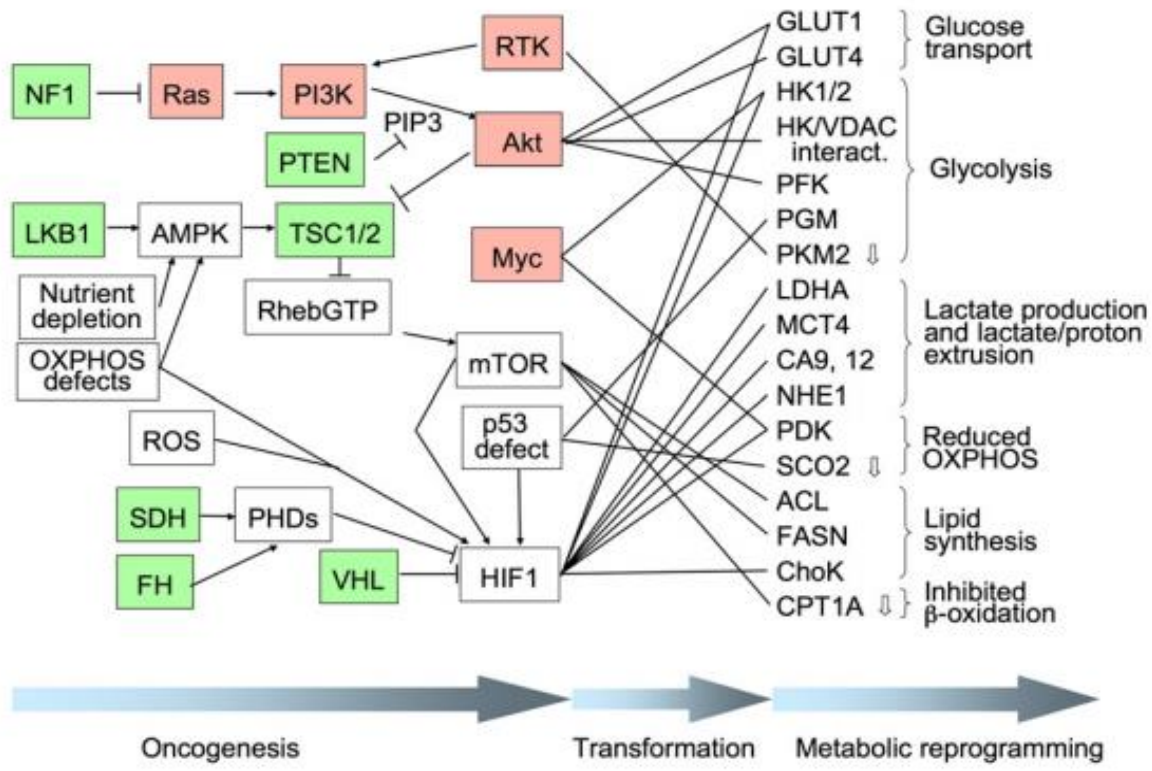 NF1
Ras
PI3K
RTK
PIP3
PTEN
Akt
LKB1
AMPK
TSC1/2
Myc
Nutrient
depletion
RhebGTP
OXPHOS
defects
mTOR
ROS
p53
defect
SDH
PHDs
FH
VHL
HIF1
GLUT1
GLUT4
HK1/2
HK/VDAC
interact.
PFK
PGM
PKM2 ⇩
LDHA
MCT4
CA9, 12
NHE1
PDK
SCO2 ⇩
ACL
FASN
ChoK
CPT1A ⇩
Glucose
transport
Glycolysis
Lactate production
and lactate/proton
extrusion
Reduced
OXPHOS
Lipid
synthesis
Inhibited
β-oxidation
Oncogenesis
Transformation
Metabolic reprogramming